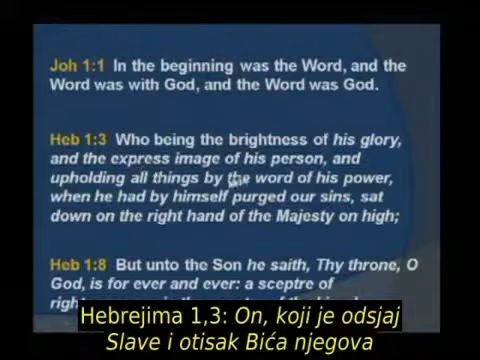 Joh 1:1 In the beginning was the Word, and the
Word was with God, and the Word was God.
Heb 1:3 Who being the brightness of his glory,
and the express image of his person, and
upholding all things by the word of his power,
when he had by himself purged our sins, sat
down on the right hand of the Majesty on high;
Heb 1:8 But unto the Son he saith, Thy throne, O
God, is for ever and ever: a sceptre of
Hebrejima 1,3: On, koji je odsjaj
Slave i otisak Bića njegova